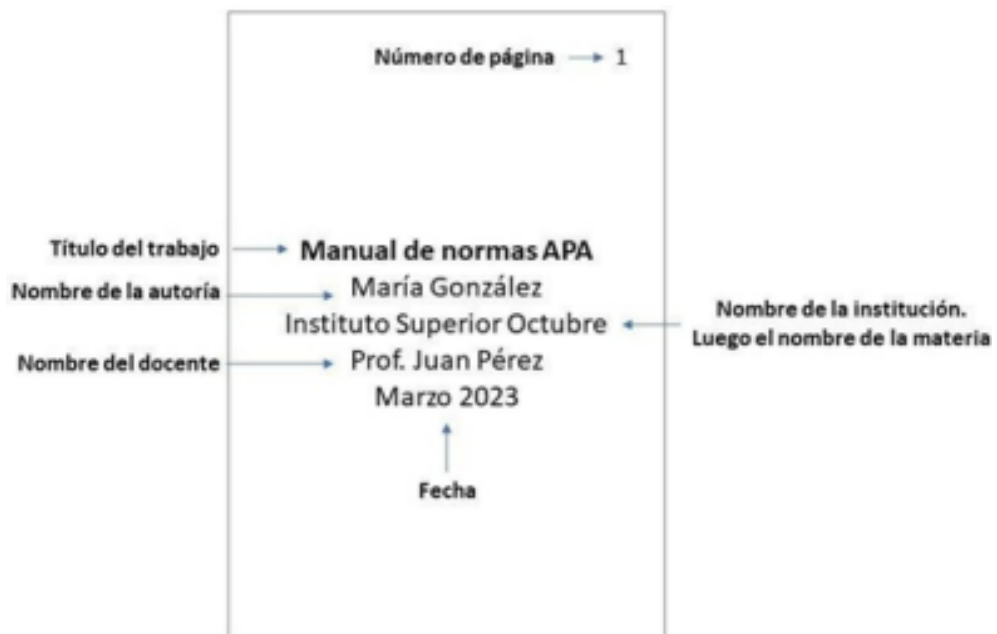 Número de página 1
Título del trabajo
Manual de normas APA
Nombre de la autoría
María González
Instituto Superior Octubre
Nombre de la institución.
Luego el nombre de la materia
Nombre del docente
Prof. Juan Pérez
Marzo 2023
Fecha